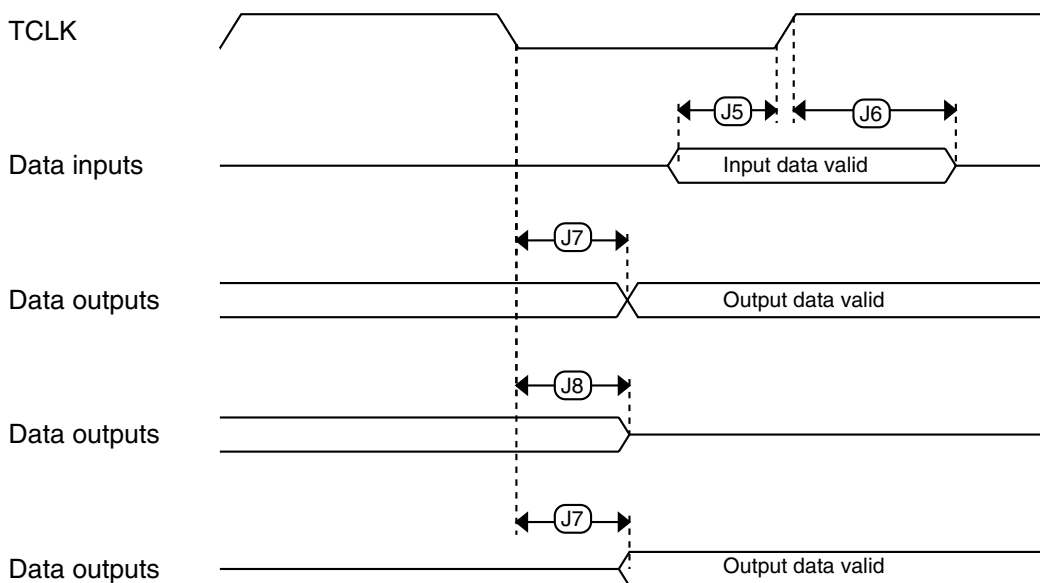 TCLK
J5
J6
Data inputs
Input data valid
J7
Data outputs
Output data valid
J8
Data outputs
J7
Data outputs
Output data valid